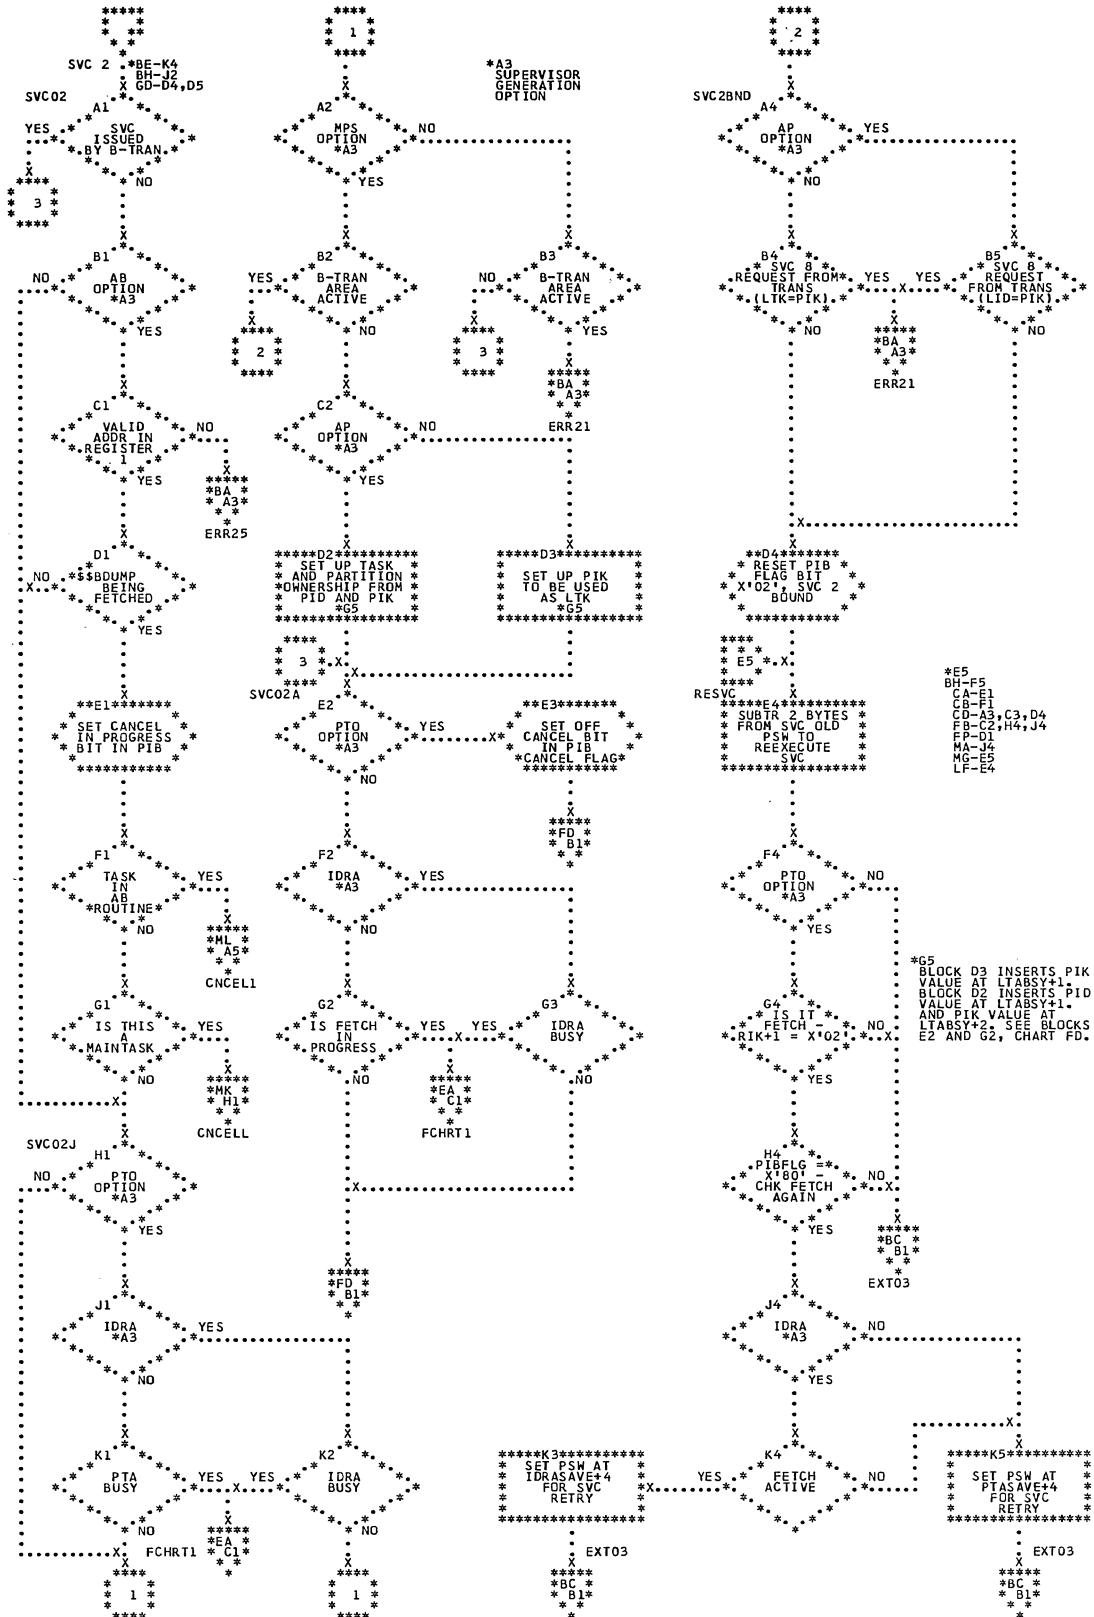 1
2
SVC 2 *BE-K4
BH-J2
GD-D4,D5
*A3
SUPERVISOR
GENERATION
OPTION
SVC02
SVC2BND
A1
SVC
ISSUED
BY B-TRAN
YES
NO
3
A2
MPS
OPTION
*A3
NO
YES
A4
AP
OPTION
*A3
YES
NO
B1
AB
OPTION
*A3
NO
YES
B2
B-TRAN
AREA
ACTIVE
YES
NO
2
B3
B-TRAN
AREA
ACTIVE
NO
YES
3
*BA
A3*
ERR21
B4
SVC 8
REQUEST FROM
TRANS
(LTK=PIK)
YES
NO
B5
SVC 8
REQUEST
FROM TRANS
(LID=PIK)
YES
NO
*BA
A3*
ERR21
C1
VALID
ADDR IN
REGISTER
1
NO
YES
*BA
A3*
ERR25
C2
AP
OPTION
*A3
NO
YES
D1
$$BDUMP
BEING
FETCHED
NO
YES
D2
SET UP TASK
AND PARTITION
OWNERSHIP FROM
PID AND PIK
*G5
D3
SET UP PIK
TO BE USED
AS LTK
*G5
D4
RESET PIB
FLAG BIT
X'02', SVC 2
BOUND
3
E5
SVC02A
RESVC
*E5
BH-F5
CA-E1
CB-F1
CD-A3,C3,D4
FB-C2,H4,J4
FP-D1
MA-J4
MG-E5
LF-E4
E1
SET CANCEL
IN PROGRESS
BIT IN PIB
E2
PTO
OPTION
*A3
YES
NO
E3
SET OFF
CANCEL BIT
IN PIB
CANCEL FLAG
*FD
B1*
E4
SUBTR 2 BYTES
FROM SVC OLD
PSW TO
REEXECUTE
SVC
F1
TASK
IN
AB
ROUTINE
YES
NO
*ML
A5*
CNCEL1
F2
IDRA
*A3
YES
NO
F4
PTO
OPTION
*A3
NO
YES
*G5
BLOCK D3 INSERTS PIK
VALUE AT LTABSY+1.
BLOCK D2 INSERTS PID
VALUE AT LTABSY+1.
AND PIK VALUE AT
LTABSY+2. SEE BLOCKS
E2 AND G2, CHART FD.
G1
IS THIS
A
MAINTASK
YES
NO
*MK
H1*
CNCELL
G2
IS FETCH
IN
PROGRESS
YES
NO
G3
IDRA
BUSY
YES
NO
*EA
C1*
FCHRT1
G4
IS IT
FETCH -
RIK+1 = X'02'
NO
YES
SVC02J
H1
PTO
OPTION
*A3
NO
YES
H4
PIBFLG =
X'80' -
CHK FETCH
AGAIN
NO
YES
*BC
B1*
EXT03
*FD
B1*
J1
IDRA
*A3
YES
NO
J4
IDRA
*A3
NO
YES
K1
PTA
BUSY
YES
NO
K2
IDRA
BUSY
YES
NO
K3
SET PSW AT
IDRASAVE+4
FOR SVC
RETRY
K4
FETCH
ACTIVE
YES
NO
K5
SET PSW AT
PTASAVE+4
FOR SVC
RETRY
FCHRT1
*EA
C1*
EXT03
EXT03
1
1
*BC
B1*
*BC
B1*